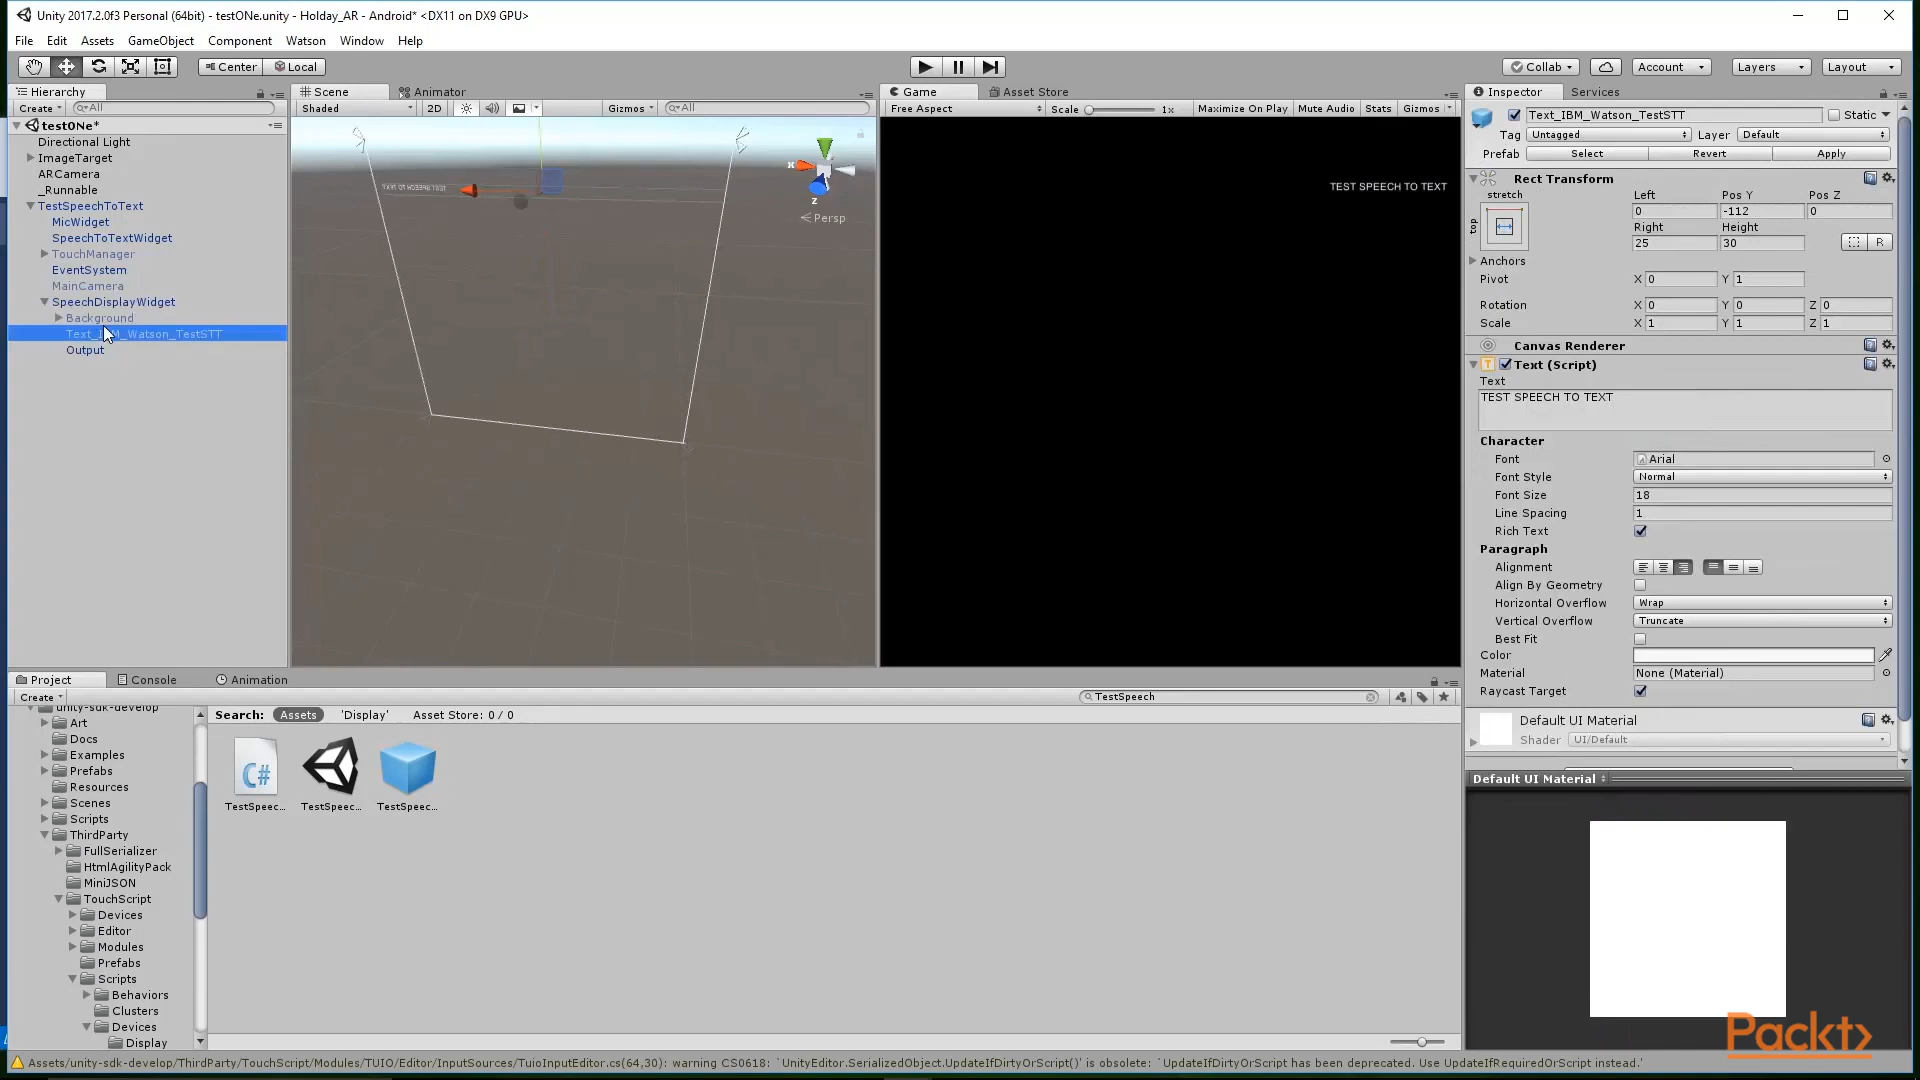 Unity 2017.2.0f3 Personal (64bit) - testONe.unity - Holday_AR - Android* <DX11 on DX9 GPU>
File Edit Assets GameObject Component Watson Window Help
Center Local Collab Account Layers Layout
Hierarchy
Create All
testONe*
Directional Light
ImageTarget
ARCamera
_Runnable
TestSpeechToText
MicWidget
SpeechToTextWidget
TouchManager
EventSystem
MainCamera
SpeechDisplayWidget
Background
Text_IBM_Watson_TestSTT
Output
Scene Animator
Shaded 2D Gizmos All
TEST SPEECH TO TEXT
x
z
Persp
Game Asset Store
Free Aspect Scale 1x Maximize On Play Mute Audio Stats Gizmos
TEST SPEECH TO TEXT
Inspector Services
Text_IBM_Watson_TestSTT Static
Tag Untagged Layer Default
Prefab Select Revert Apply
Rect Transform
stretch Left Pos Y Pos Z
top 0 -112 0
Right Height
25 30 R
Anchors
Pivot X 0 Y 1
Rotation X 0 Y 0 Z 0
Scale X 1 Y 1 Z 1
Canvas Renderer
Text (Script)
Text
TEST SPEECH TO TEXT
Character
Font Arial
Font Style Normal
Font Size 18
Line Spacing 1
Rich Text
Paragraph
Alignment
Align By Geometry
Horizontal Overflow Wrap
Vertical Overflow Truncate
Best Fit
Color
Material None (Material)
Raycast Target
Default UI Material
Shader UI/Default
Default UI Material
Project Console Animation
Create TestSpeech
unity-sdk-develop
Art
Docs
Examples
Prefabs
Resources
Scenes
Scripts
ThirdParty
FullSerializer
HtmlAgilityPack
MiniJSON
TouchScript
Devices
Editor
Modules
Prefabs
Scripts
Behaviors
Clusters
Devices
Display
Search: Assets 'Display' Asset Store: 0 / 0
C#
TestSpeec... TestSpeec... TestSpeec...
Packt>
Assets/unity-sdk-develop/ThirdParty/TouchScript/Modules/TUIO/Editor/InputSources/TuioInputEditor.cs(64,30): warning CS0618: `UnityEditor.SerializedObject.UpdateIfDirtyOrScript()' is obsolete: `UpdateIfDirtyOrScript has been deprecated. Use UpdateIfRequiredOrScript instead.'